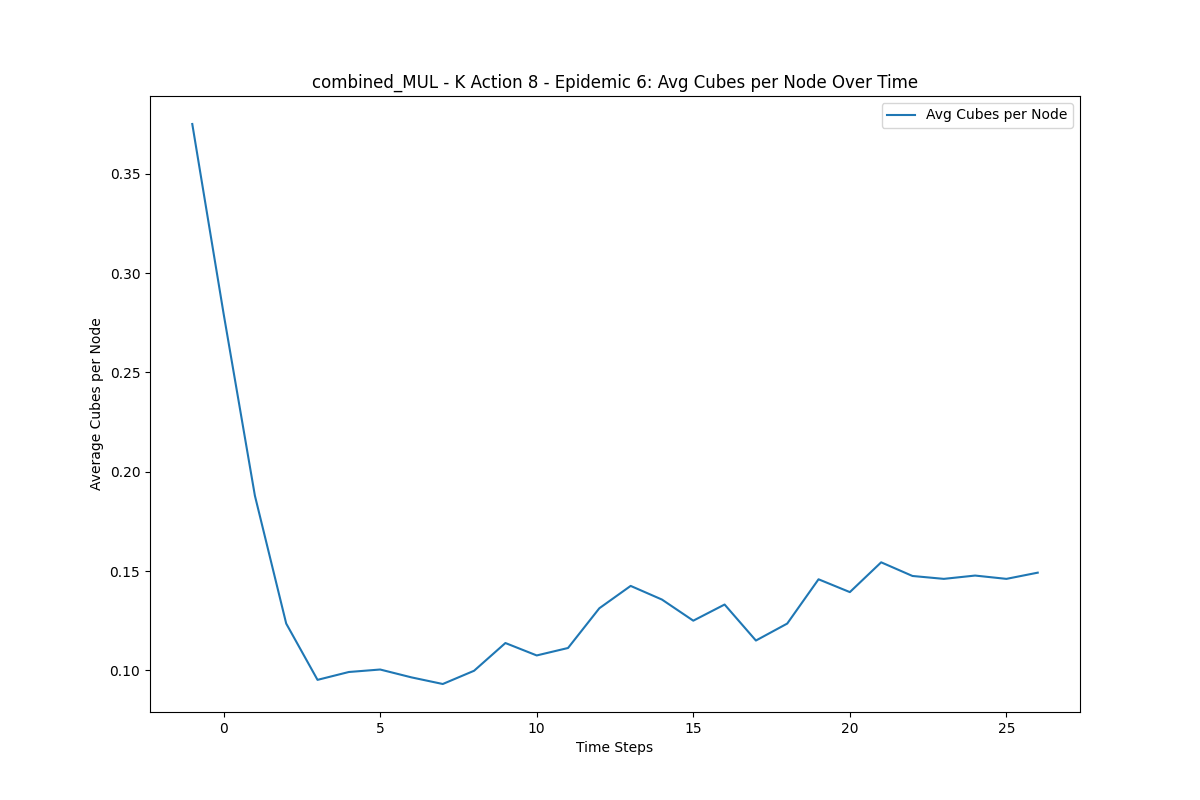 combined_MUL - K Action 8 - Epidemic 6: Avg Cubes per Node Over Time
Avg Cubes per Node
Average Cubes per Node
0.35
0.30
0.25
0.20
0.15
0.10
0 5 10 15 20 25
Time Steps